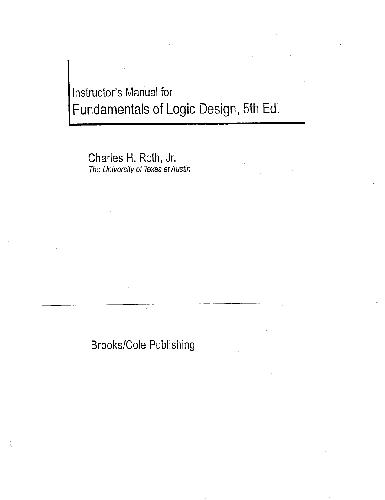 Instructor's Manual for
Fundamentals of Logic Design, 5th Ed.
Charles H. Roth, Jr.
The University of Texas at Austin
Brooks/Cole Publishing